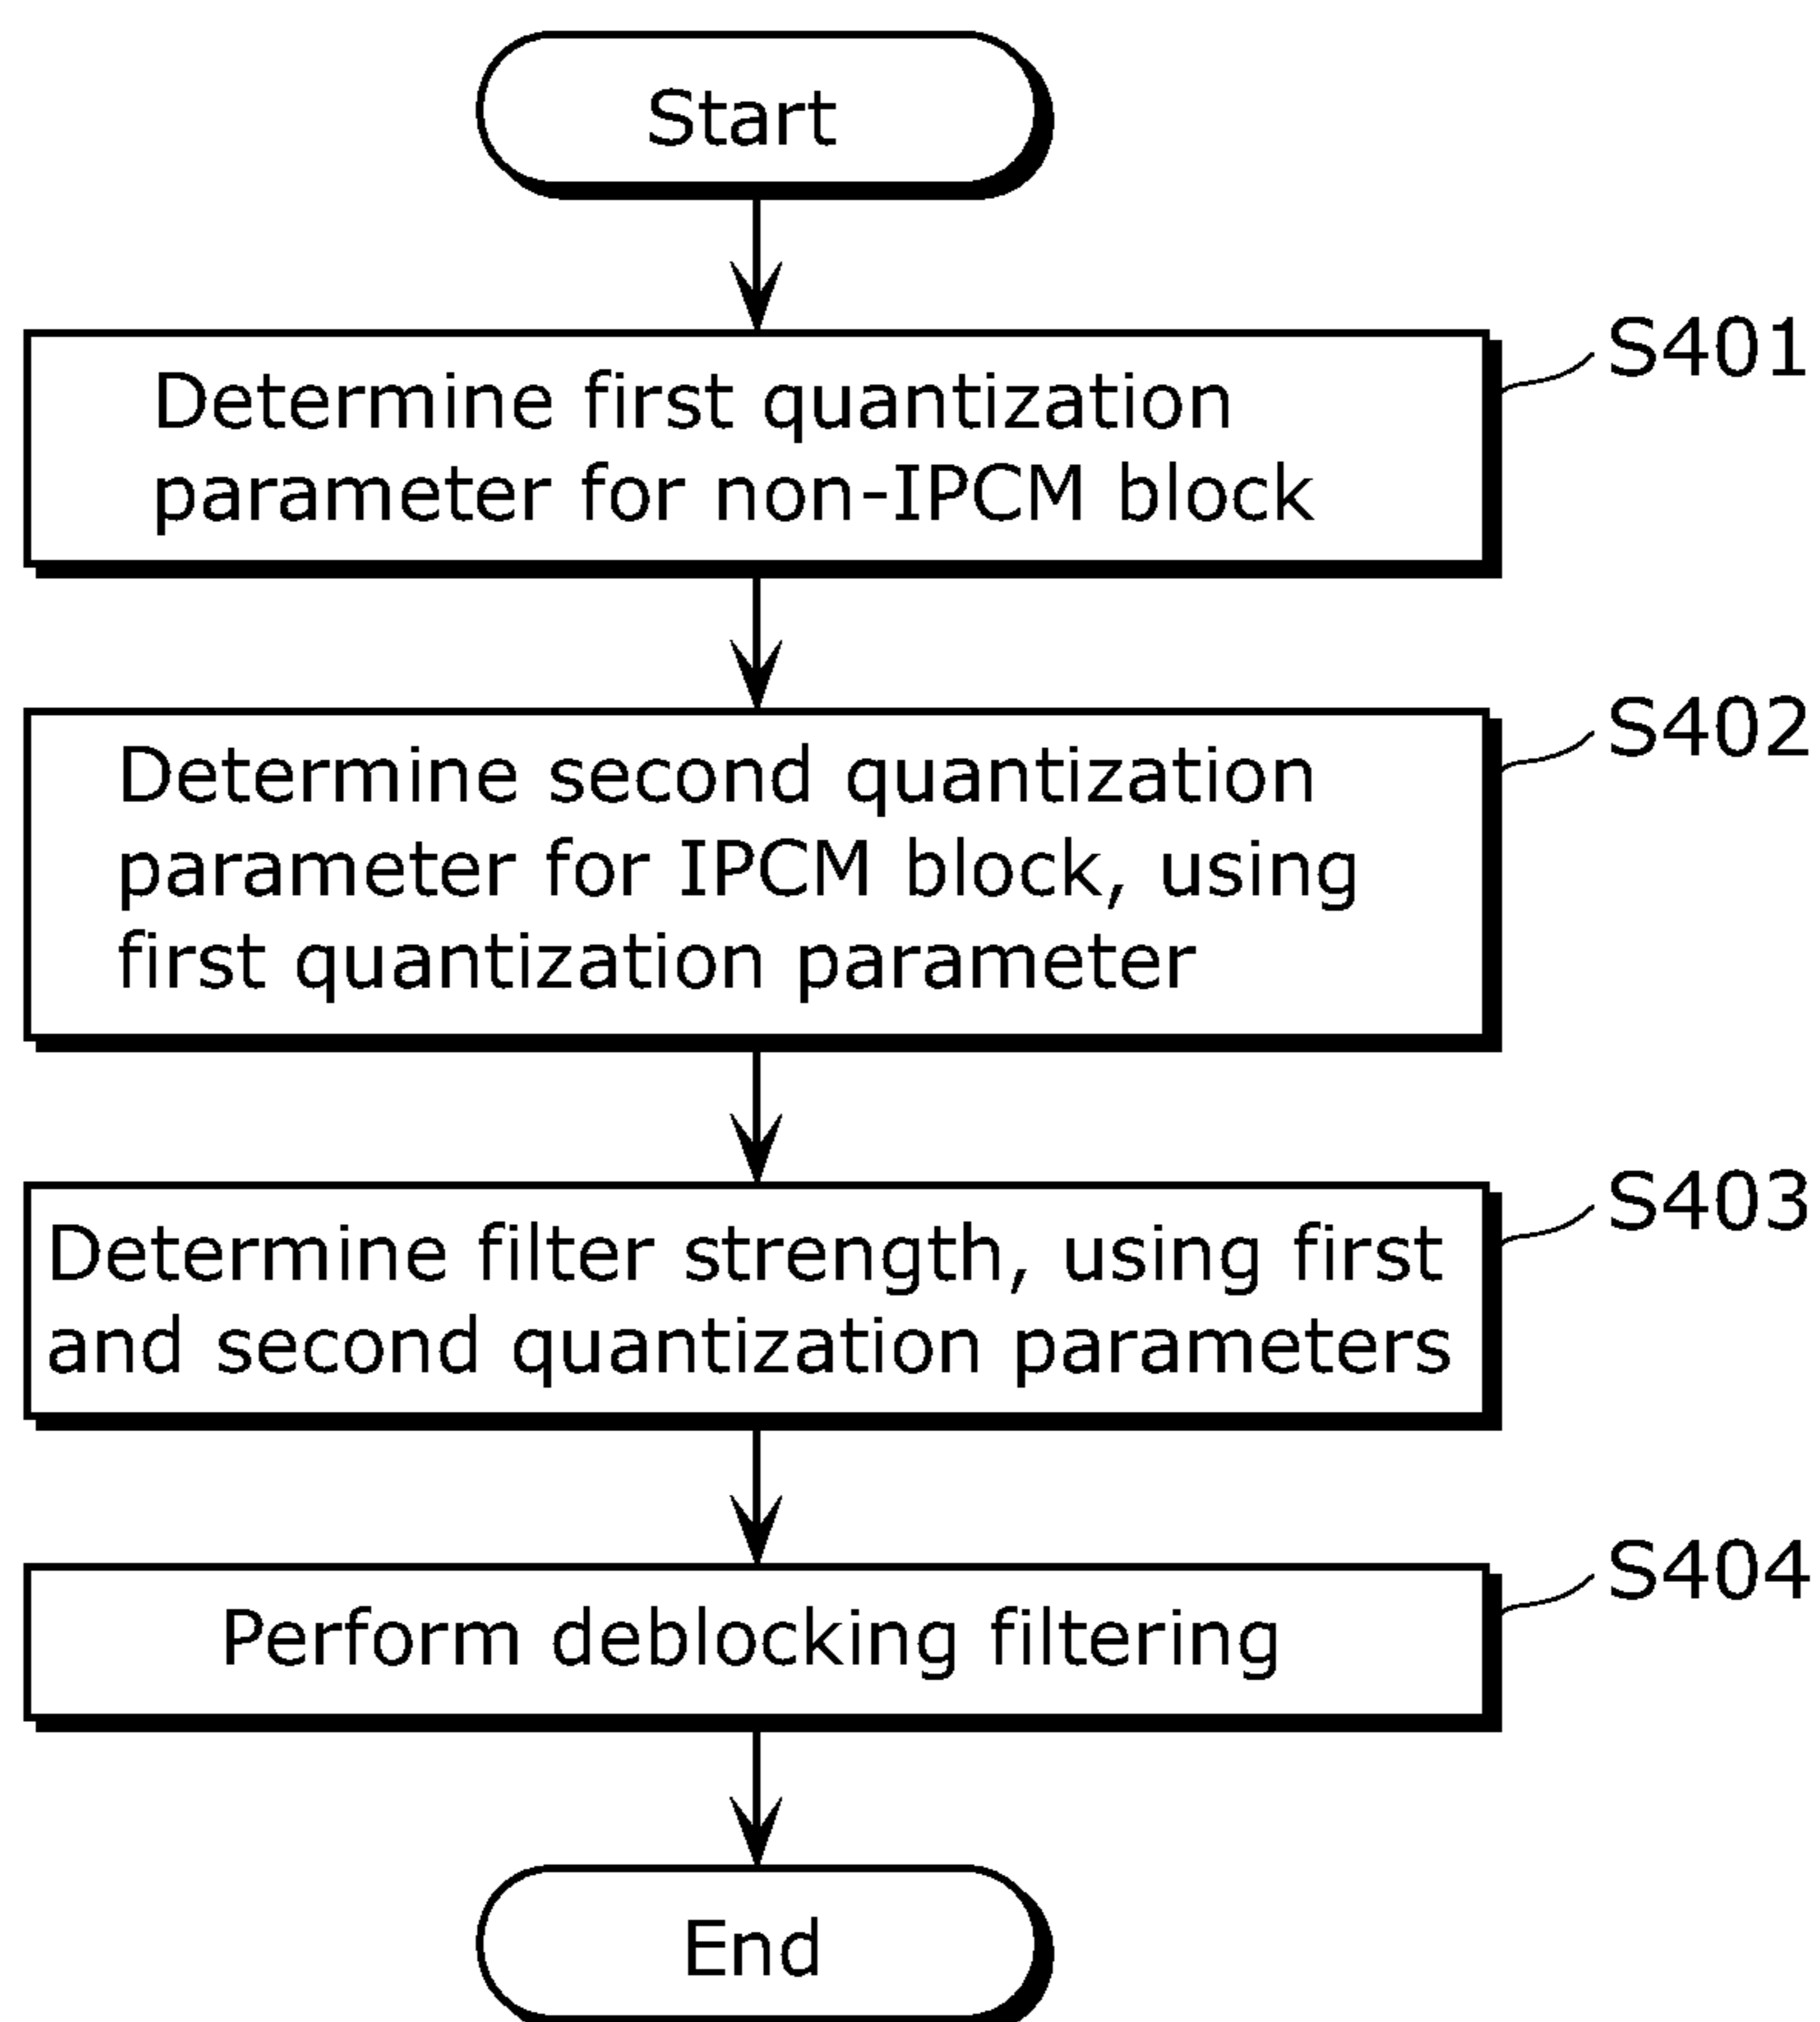 Start
S401
Determine first quantization
parameter for non-IPCM block
S402
Determine second quantization
parameter for IPCM block, using
first quantization parameter
S403
Determine filter strength, using first
and second quantization parameters
S404
Perform deblocking filtering
End